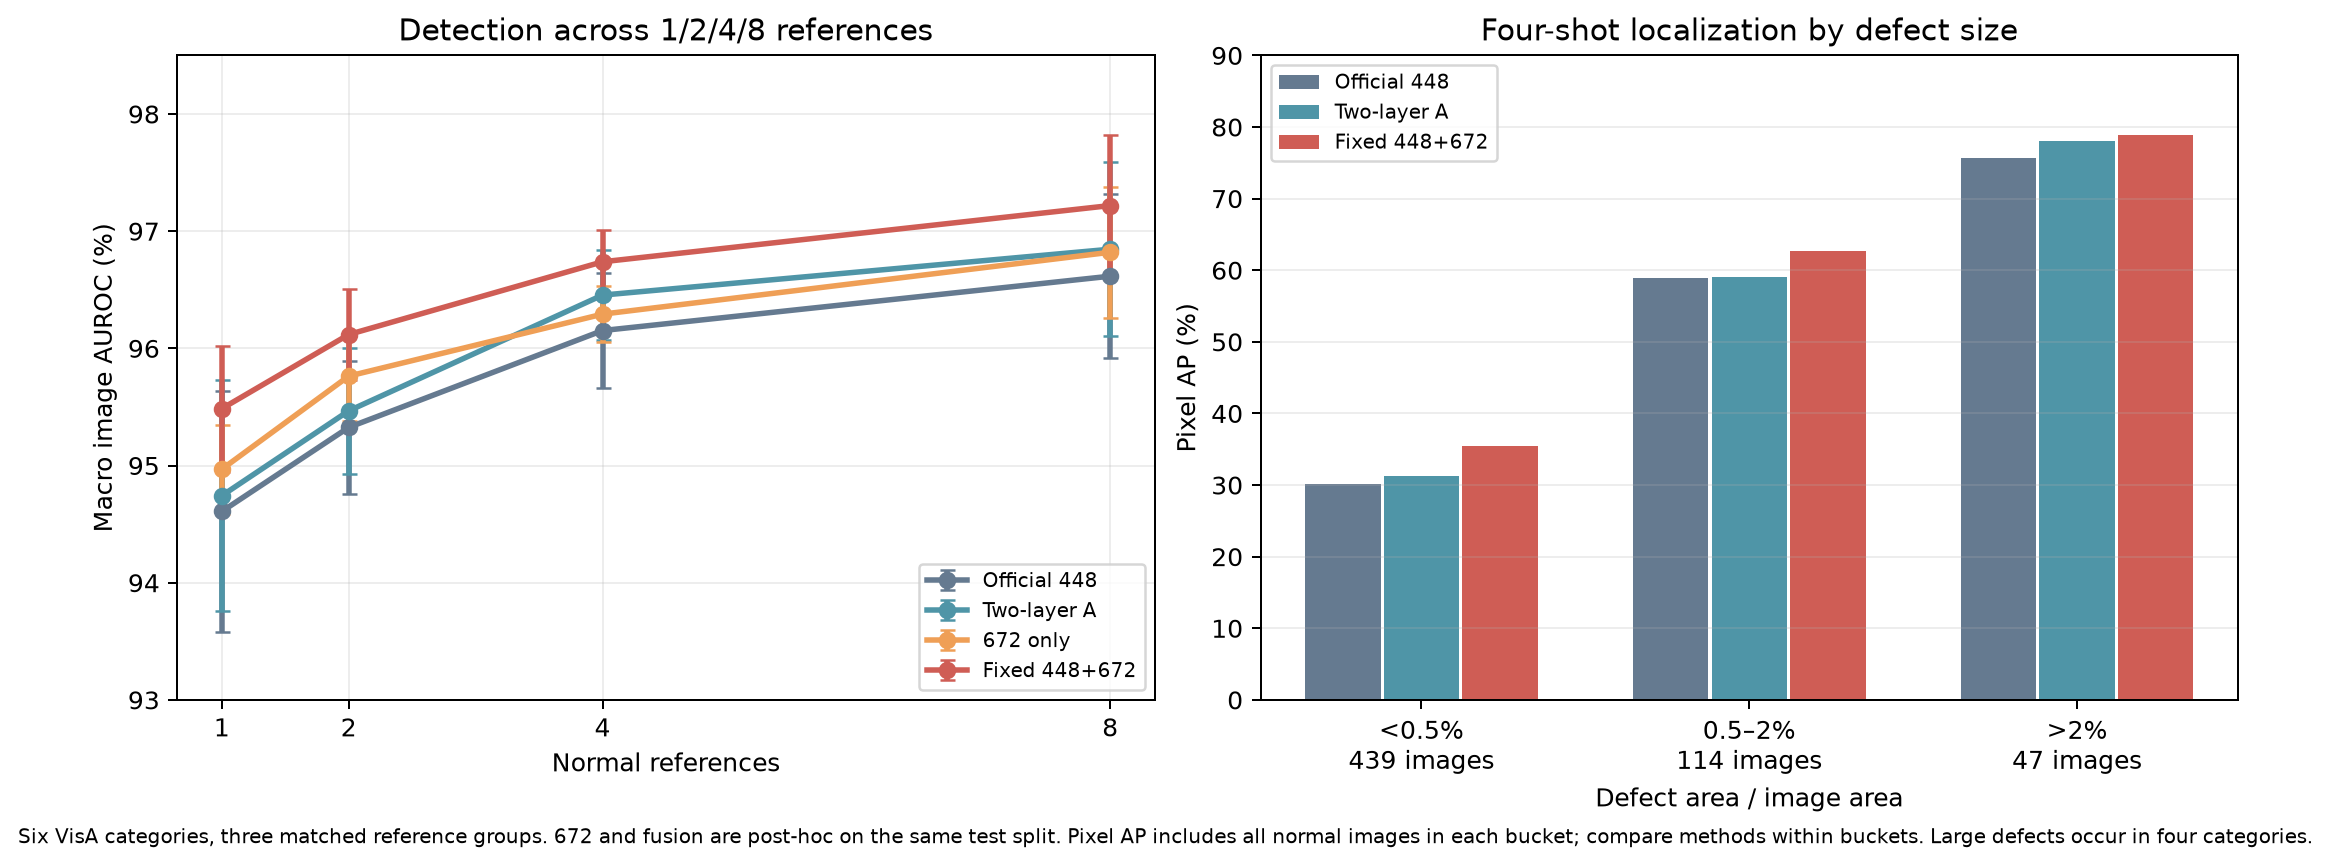 Detection across 1/2/4/8 references
Macro image AUROC (%)
98
97
96
95
94
93
1 2 4 8
Normal references
Official 448
Two-layer A
672 only
Fixed 448+672
Four-shot localization by defect size
Pixel AP (%)
90
80
70
60
50
40
30
20
10
0
Official 448
Two-layer A
Fixed 448+672
<0.5% 0.5–2% >2%
439 images 114 images 47 images
Defect area / image area
Six VisA categories, three matched reference groups. 672 and fusion are post-hoc on the same test split. Pixel AP includes all normal images in each bucket; compare methods within buckets. Large defects occur in four categories.